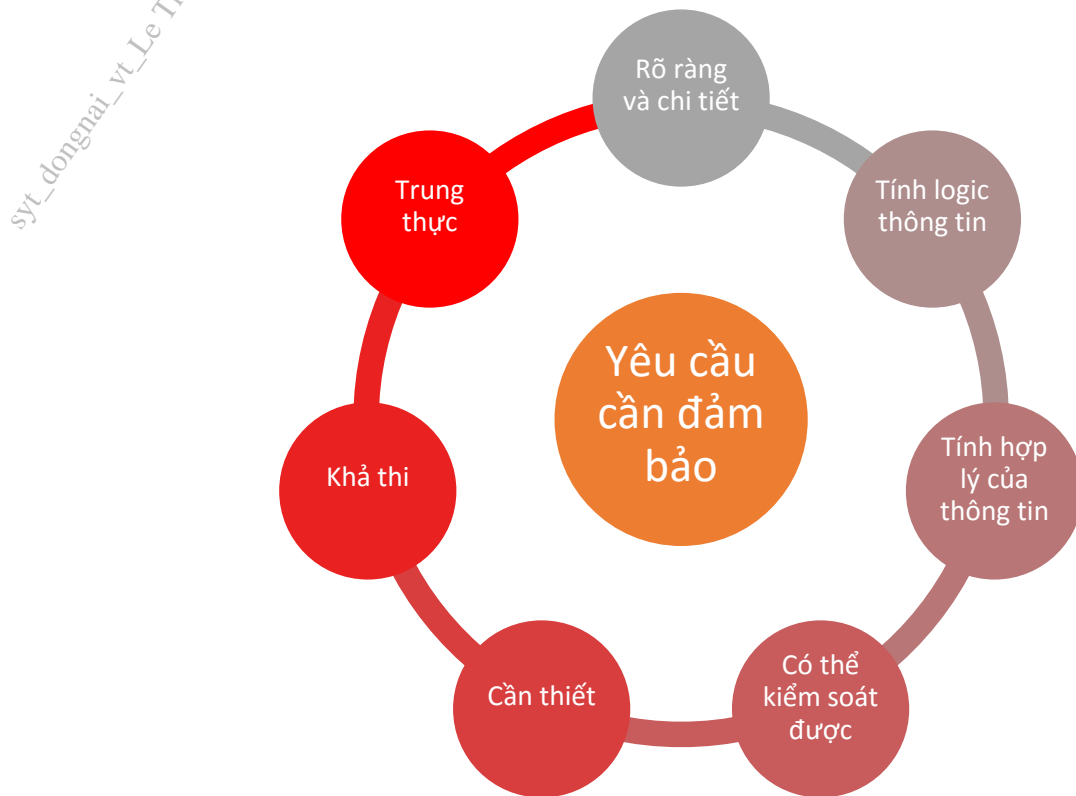 syt_dongnai_vt_Le
Rõ ràng
và chi tiết
Tính logic
thông tin
Tính hợp
lý của
thông tin
Có thể
kiểm soát
được
Cần thiết
Khả thi
Trung
thực
Yêu cầu
cần đảm
bảo